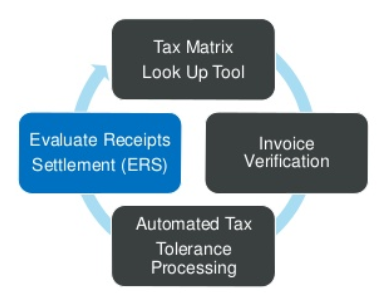 Tax Matrix
Look Up Tool
Invoice
Verification
Automated Tax
Tolerance
Processing
Evaluate Receipts
Settlement (ERS)